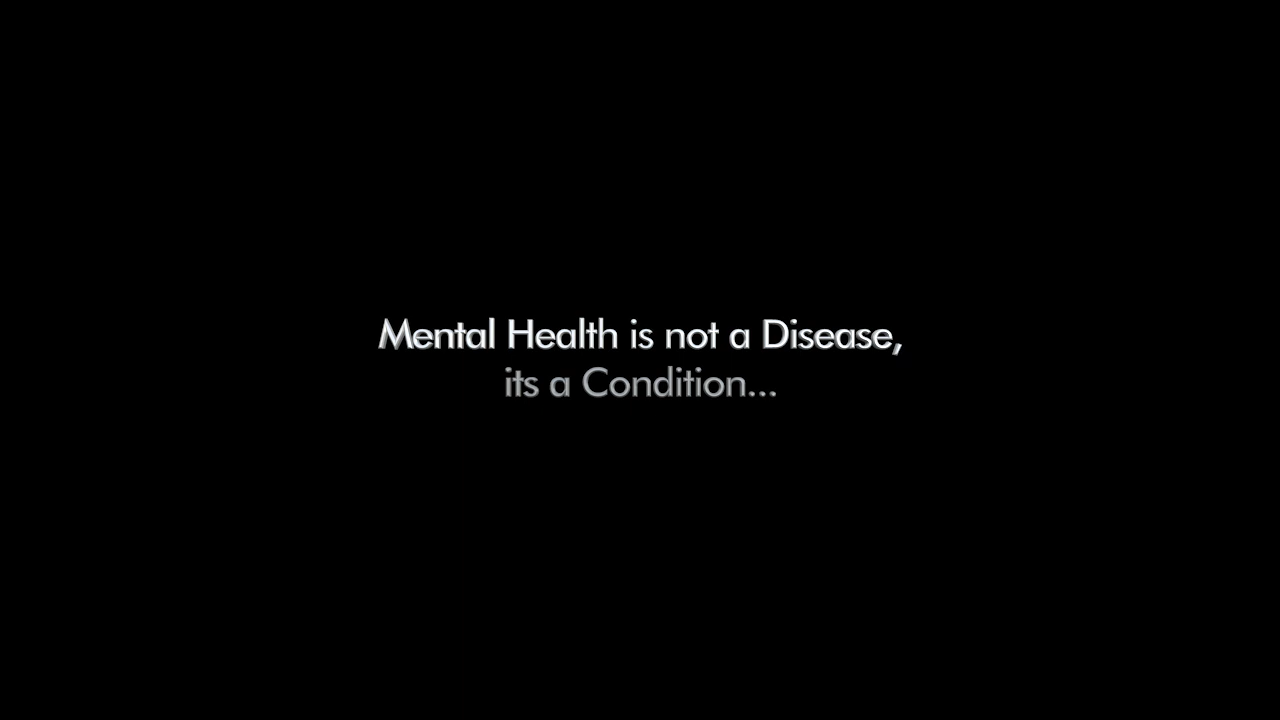 Mental Health is not a Disease,
its a Condition...